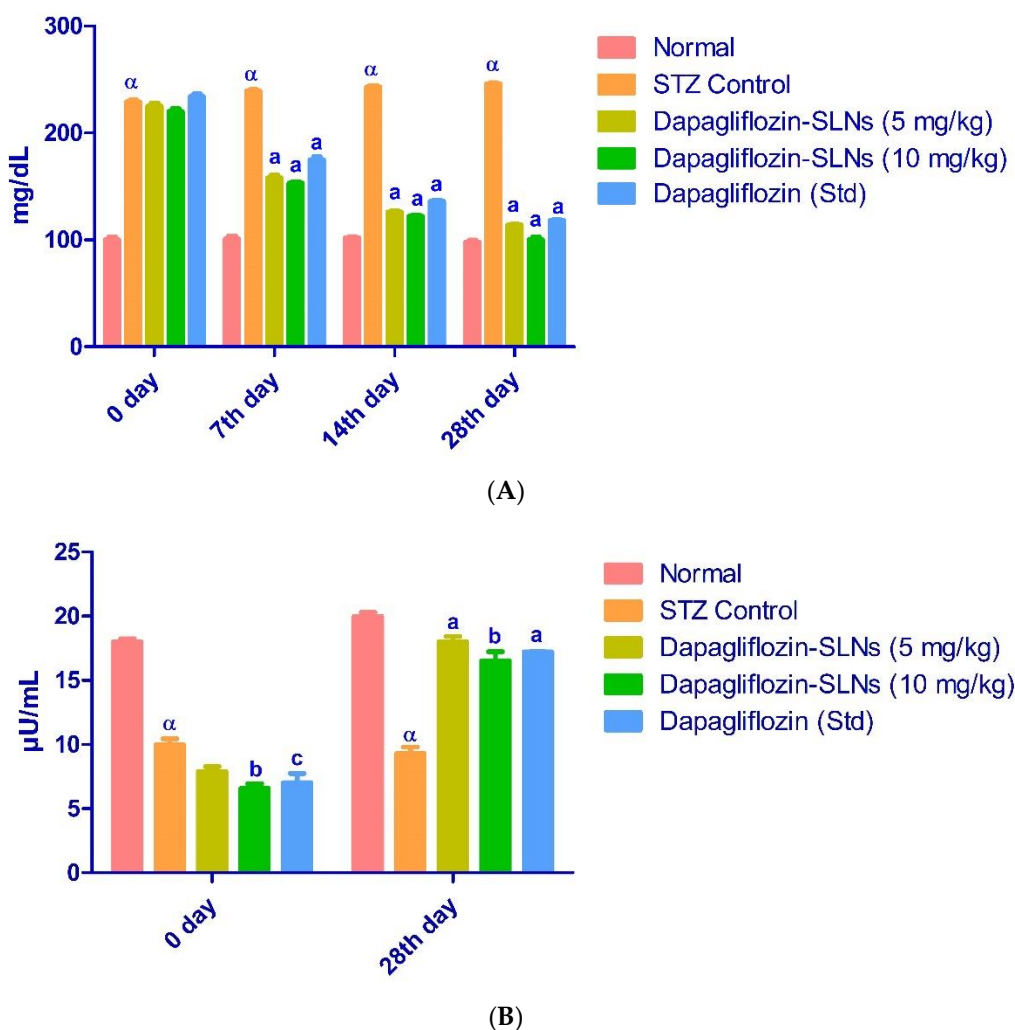 300
200
100
0
mg/dL
α
α
α
α
a a a
a a a
a a a
0 day
7th day
14th day
28th day
Normal
STZ Control
Dapagliflozin-SLNs (5 mg/kg)
Dapagliflozin-SLNs (10 mg/kg)
Dapagliflozin (Std)
(A)
25
20
15
10
5
0
µU/mL
α
b
c
α
a
b
a
0 day
28th day
Normal
STZ Control
Dapagliflozin-SLNs (5 mg/kg)
Dapagliflozin-SLNs (10 mg/kg)
Dapagliflozin (Std)
(B)